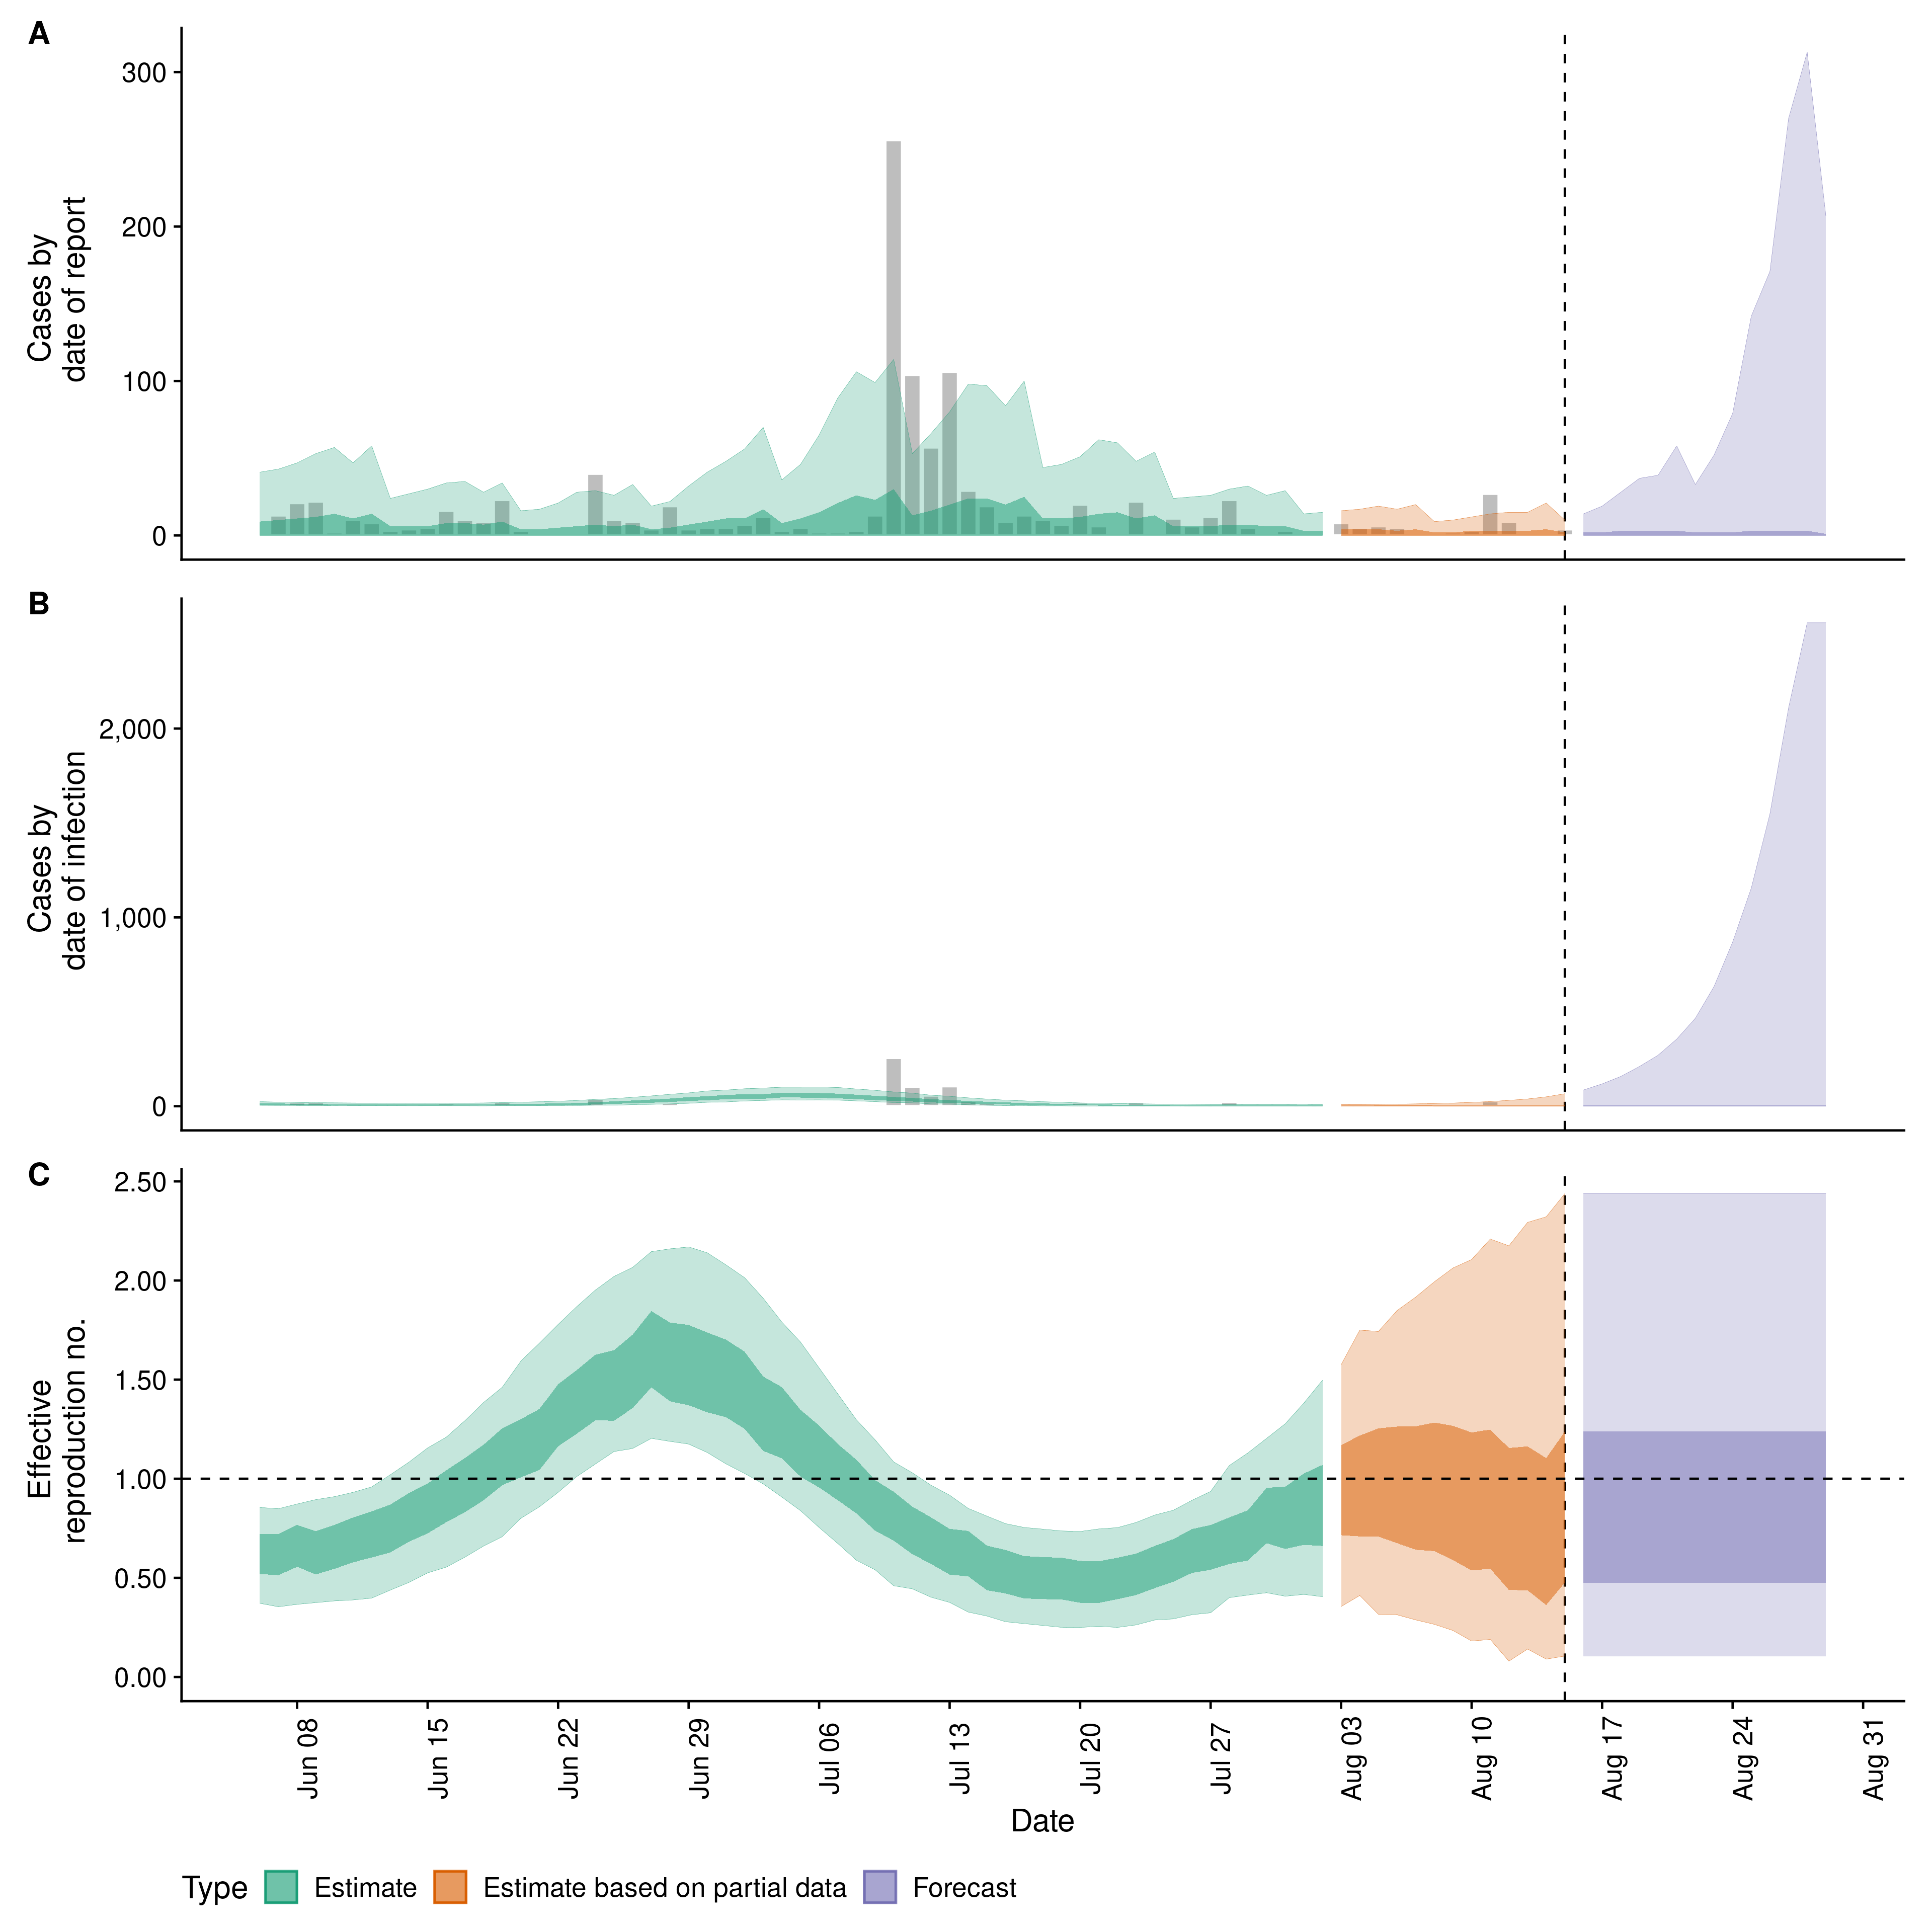 A
Cases by
date of report
300
200
100
0
B
Cases by
date of infection
2,000
1,000
0
C
Effective
reproduction no.
2.50
2.00
1.50
1.00
0.50
0.00
Jun 08
Jun 15
Jun 22
Jun 29
Jul 06
Jul 13
Jul 20
Jul 27
Aug 03
Aug 10
Aug 17
Aug 24
Aug 31
Date
Type Estimate Estimate based on partial data Forecast